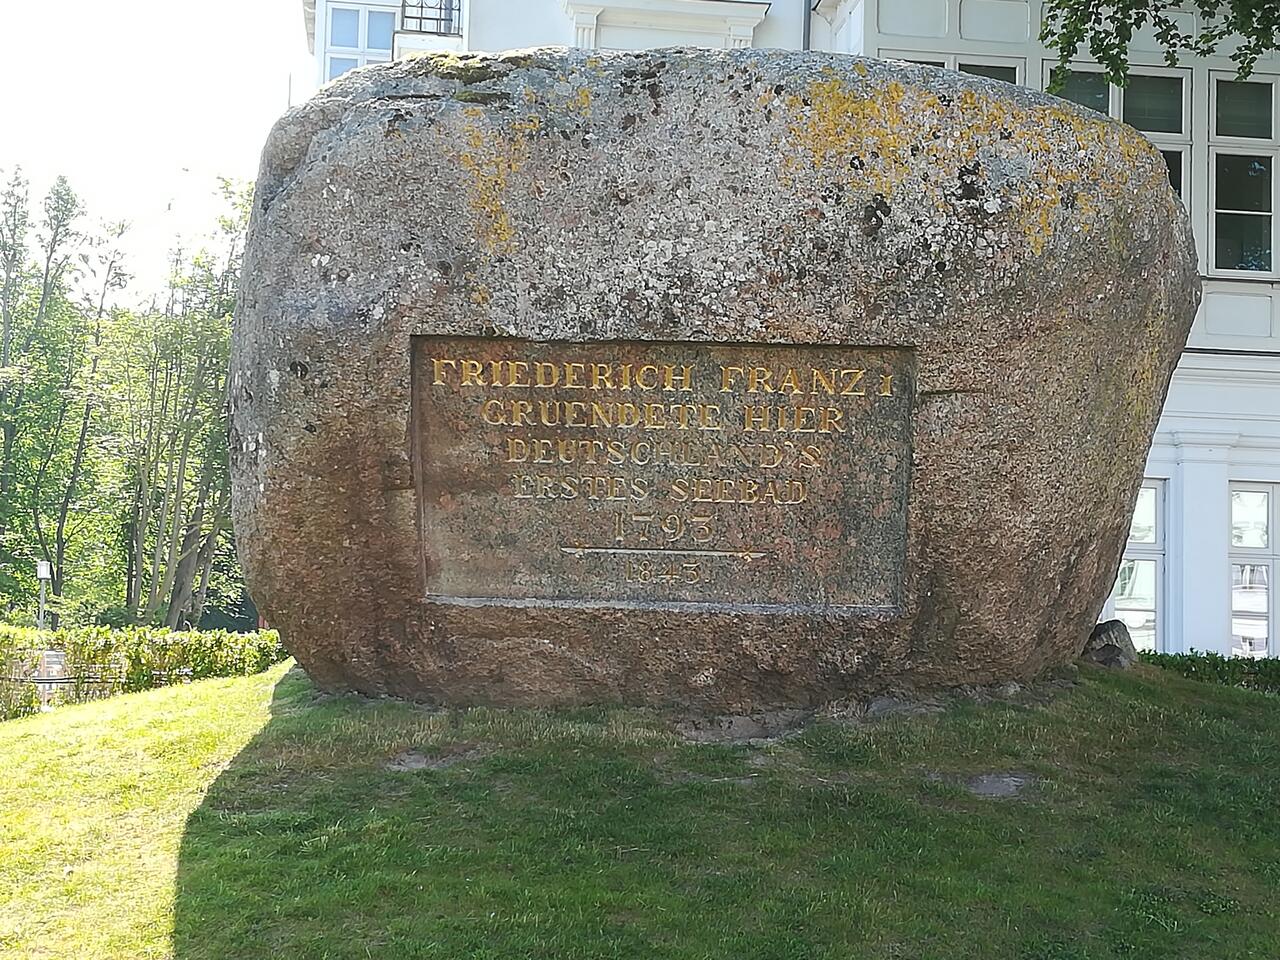 FRIEDERICH FRANZ I
GRUENDETE HIER
DEUTSCHLAND'S
ERSTES SEEBAD
1793
1843.